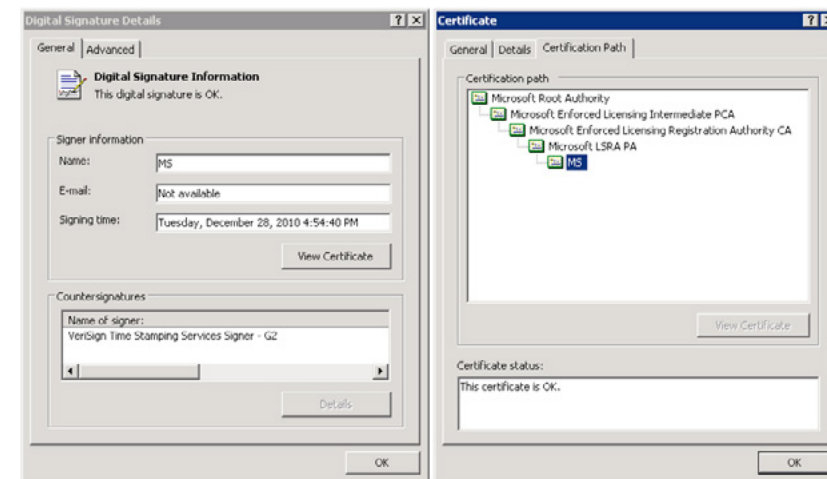 Digital Signature Details
General
Advanced
Digital Signature Information
This digital signature is OK.
Signer information
Name:
MS
E-mail:
Not available
Signing time:
Tuesday, December 28, 2010 4:54:40 PM
View Certificate
Countersignatures
Name of signer:
VeriSign Time Stamping Services Signer - G2
Details
OK
Certificate
General
Details
Certification Path
Certification path
Microsoft Root Authority
Microsoft Enforced Licensing Intermediate PCA
Microsoft Enforced Licensing Registration Authority CA
Microsoft LSRA PA
MS
View Certificate
Certificate status:
This certificate is OK.
OK